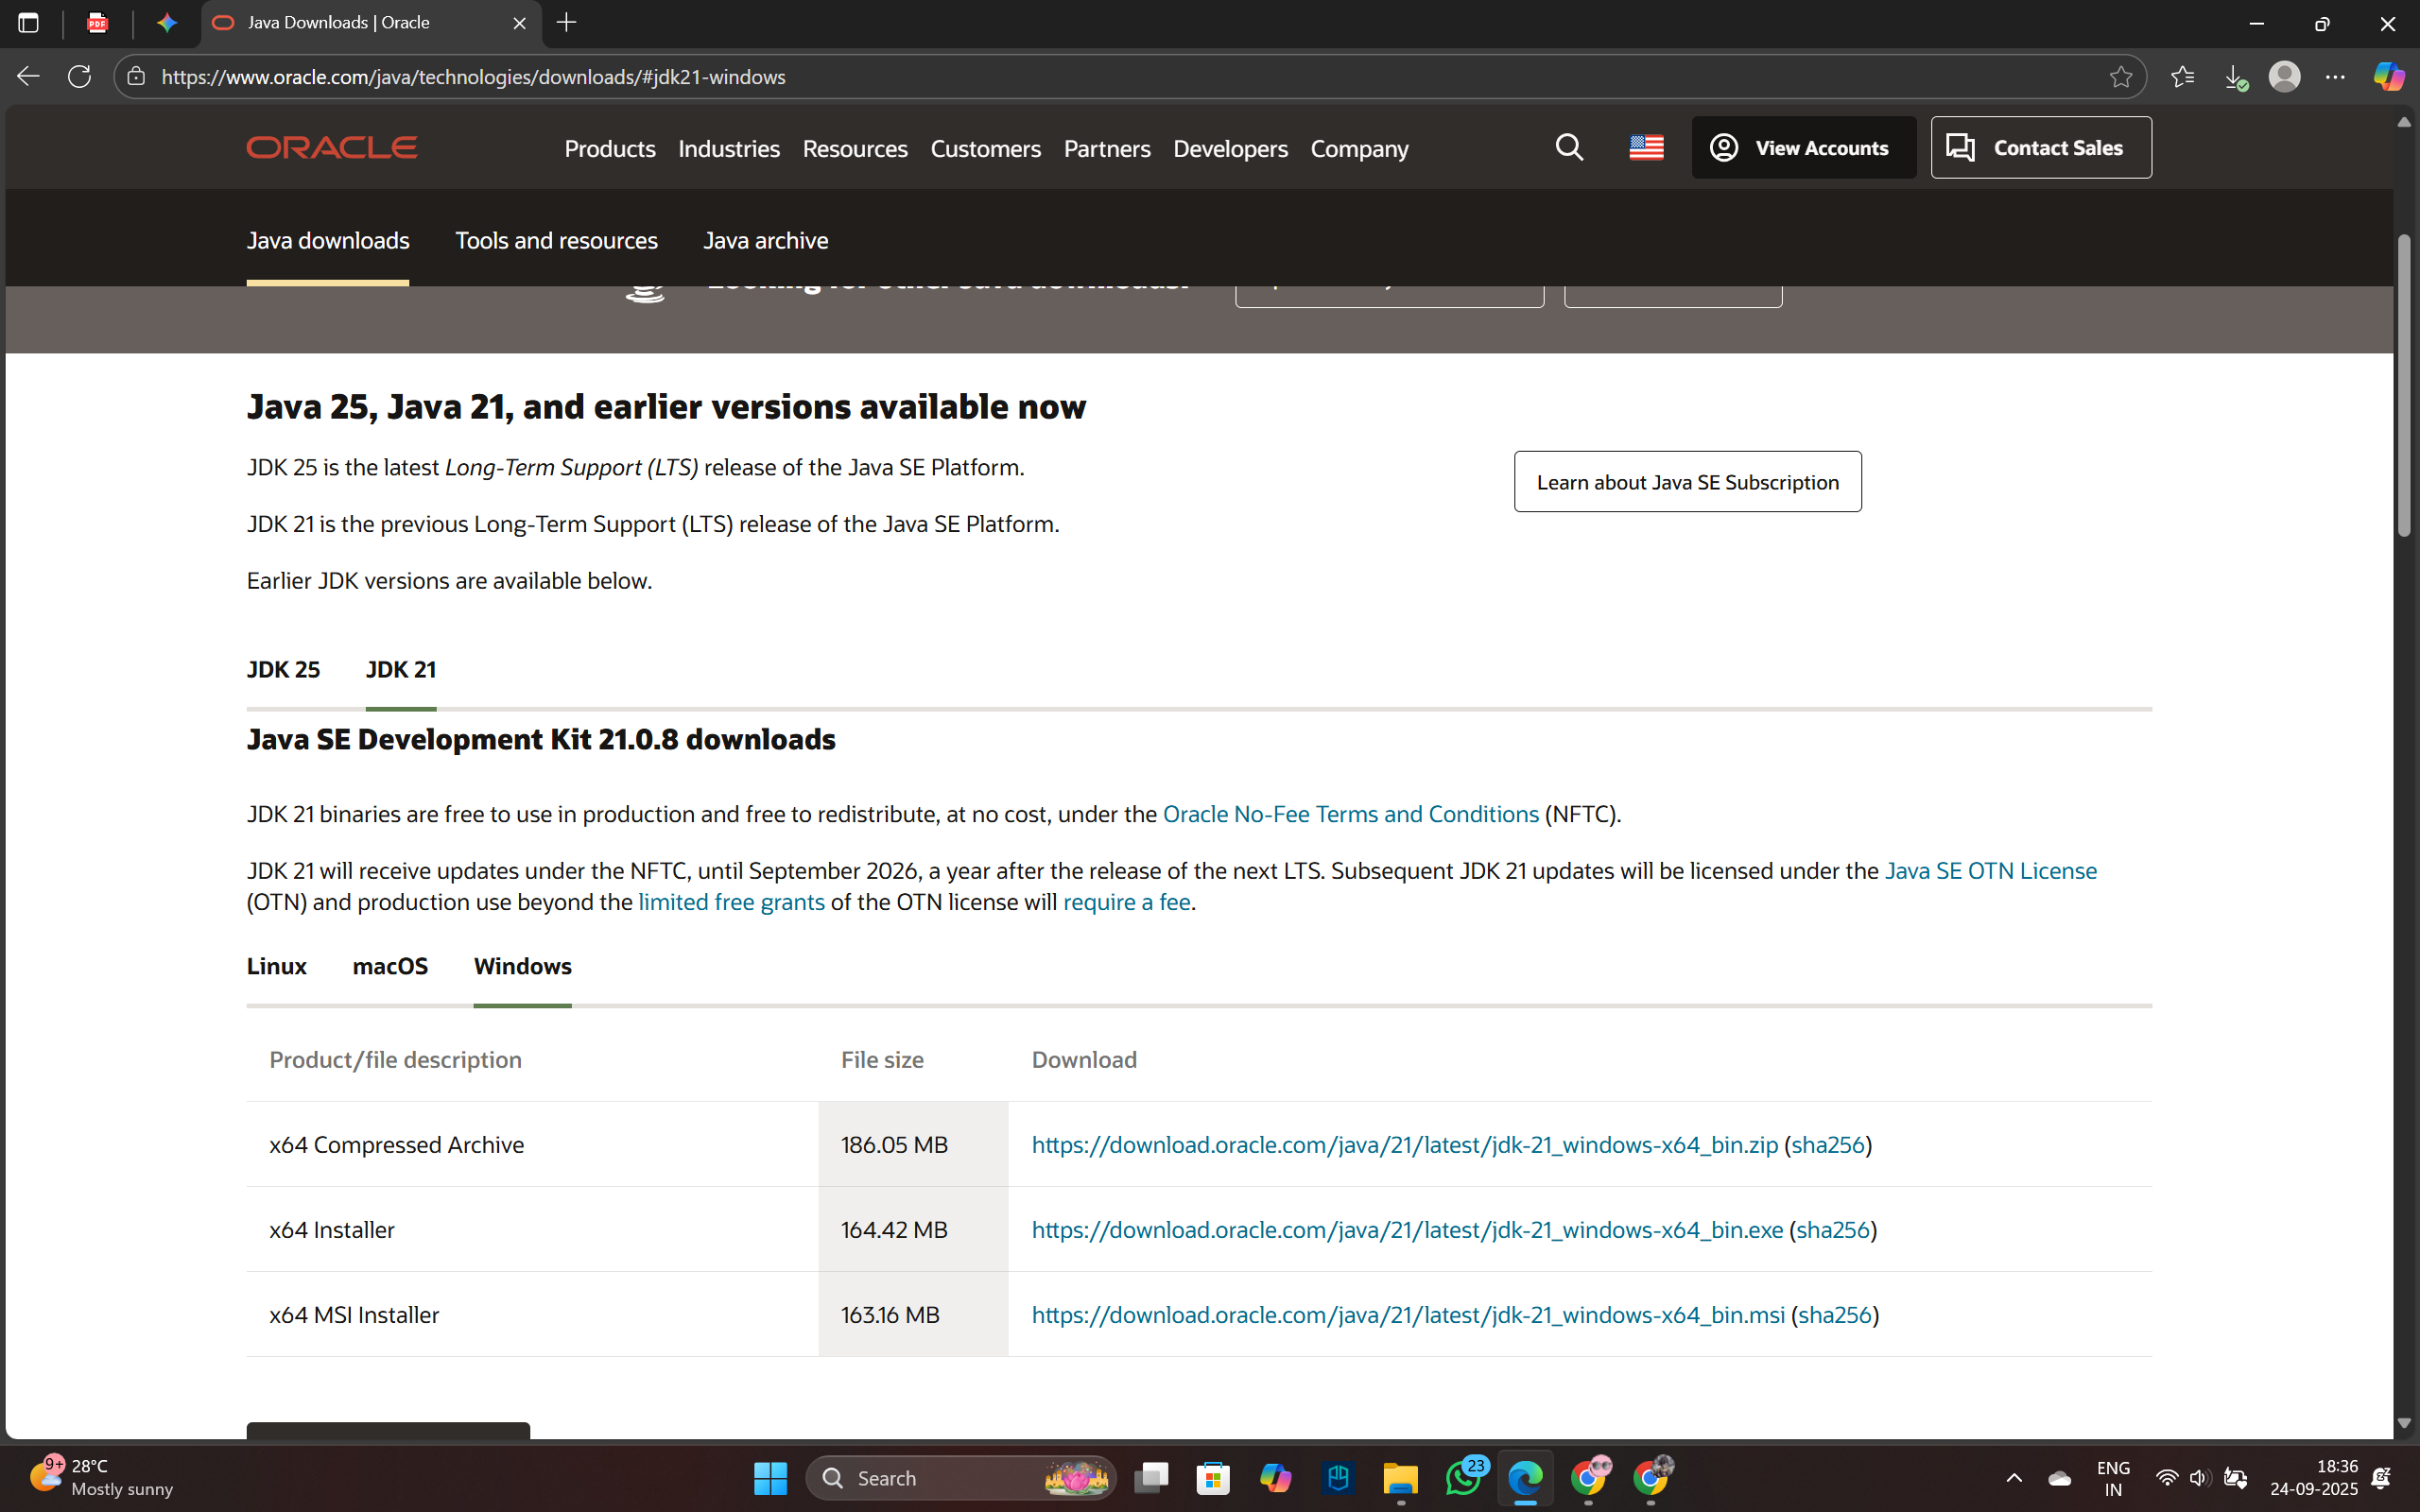 Java Downloads | Oracle
https://www.oracle.com/java/technologies/downloads/#jdk21-windows
ORACLE
Products Industries Resources Customers Partners Developers Company
View Accounts
Contact Sales
Java downloads Tools and resources Java archive
Java 25, Java 21, and earlier versions available now
JDK 25 is the latest Long-Term Support (LTS) release of the Java SE Platform.
Learn about Java SE Subscription
JDK 21 is the previous Long-Term Support (LTS) release of the Java SE Platform.
Earlier JDK versions are available below.
JDK 25 JDK 21
Java SE Development Kit 21.0.8 downloads
JDK 21 binaries are free to use in production and free to redistribute, at no cost, under the Oracle No-Fee Terms and Conditions (NFTC).
JDK 21 will receive updates under the NFTC, until September 2026, a year after the release of the next LTS. Subsequent JDK 21 updates will be licensed under the Java SE OTN License
(OTN) and production use beyond the limited free grants of the OTN license will require a fee.
Linux macOS Windows
Product/file description File size Download
x64 Compressed Archive 186.05 MB https://download.oracle.com/java/21/latest/jdk-21_windows-x64_bin.zip (sha256)
x64 Installer 164.42 MB https://download.oracle.com/java/21/latest/jdk-21_windows-x64_bin.exe (sha256)
x64 MSI Installer 163.16 MB https://download.oracle.com/java/21/latest/jdk-21_windows-x64_bin.msi (sha256)
9+ 28°C
Mostly sunny
Search
23
ENG
IN
18:36
24-09-2025